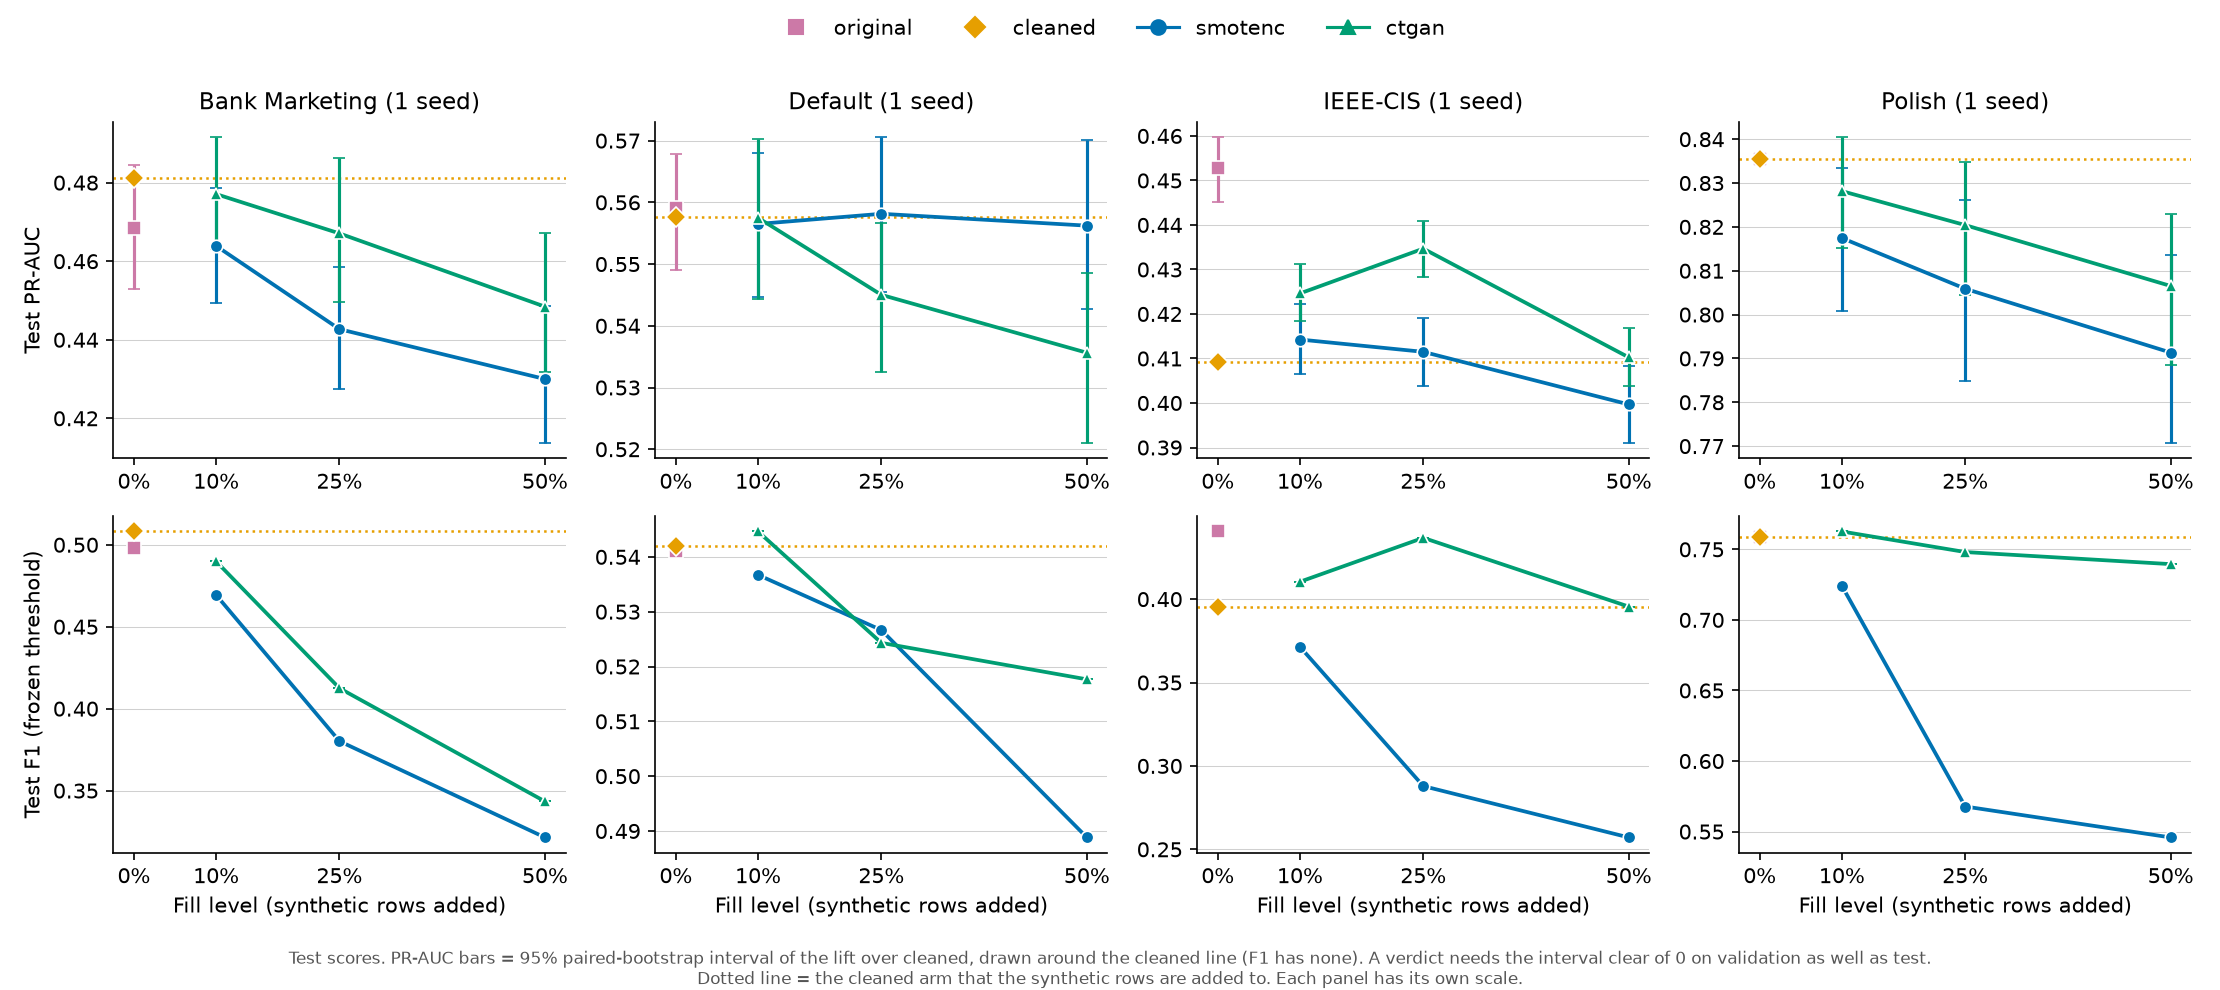 original cleaned smotenc ctgan
Bank Marketing (1 seed) Default (1 seed) IEEE-CIS (1 seed) Polish (1 seed)
Test PR-AUC
0.48
0.46
0.44
0.42
0% 10% 25% 50%
0.57
0.56
0.55
0.54
0.53
0.52
0% 10% 25% 50%
0.46
0.45
0.44
0.43
0.42
0.41
0.40
0.39
0% 10% 25% 50%
0.84
0.83
0.82
0.81
0.80
0.79
0.78
0.77
0% 10% 25% 50%
Test F1 (frozen threshold)
0.50
0.45
0.40
0.35
0% 10% 25% 50%
Fill level (synthetic rows added)
0.54
0.53
0.52
0.51
0.50
0.49
0% 10% 25% 50%
Fill level (synthetic rows added)
0.40
0.35
0.30
0.25
0% 10% 25% 50%
Fill level (synthetic rows added)
0.75
0.70
0.65
0.60
0.55
0% 10% 25% 50%
Fill level (synthetic rows added)
Test scores. PR-AUC bars = 95% paired-bootstrap interval of the lift over cleaned, drawn around the cleaned line (F1 has none). A verdict needs the interval clear of 0 on validation as well as test.
Dotted line = the cleaned arm that the synthetic rows are added to. Each panel has its own scale.